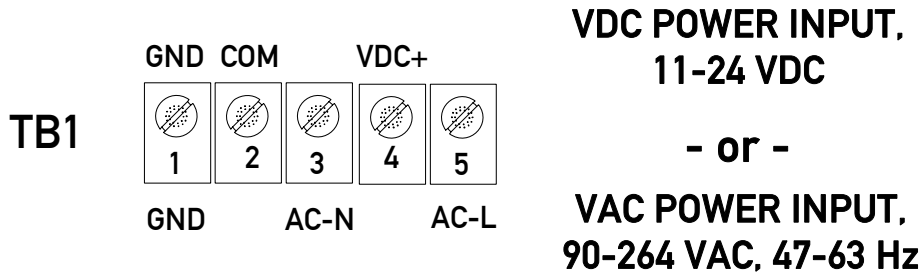 VDC POWER INPUT,
11-24 VDC
GND COM VDC+
TB1
1 2 3 4 5
- or -
GND AC-N AC-L
VAC POWER INPUT,
90-264 VAC, 47-63 Hz